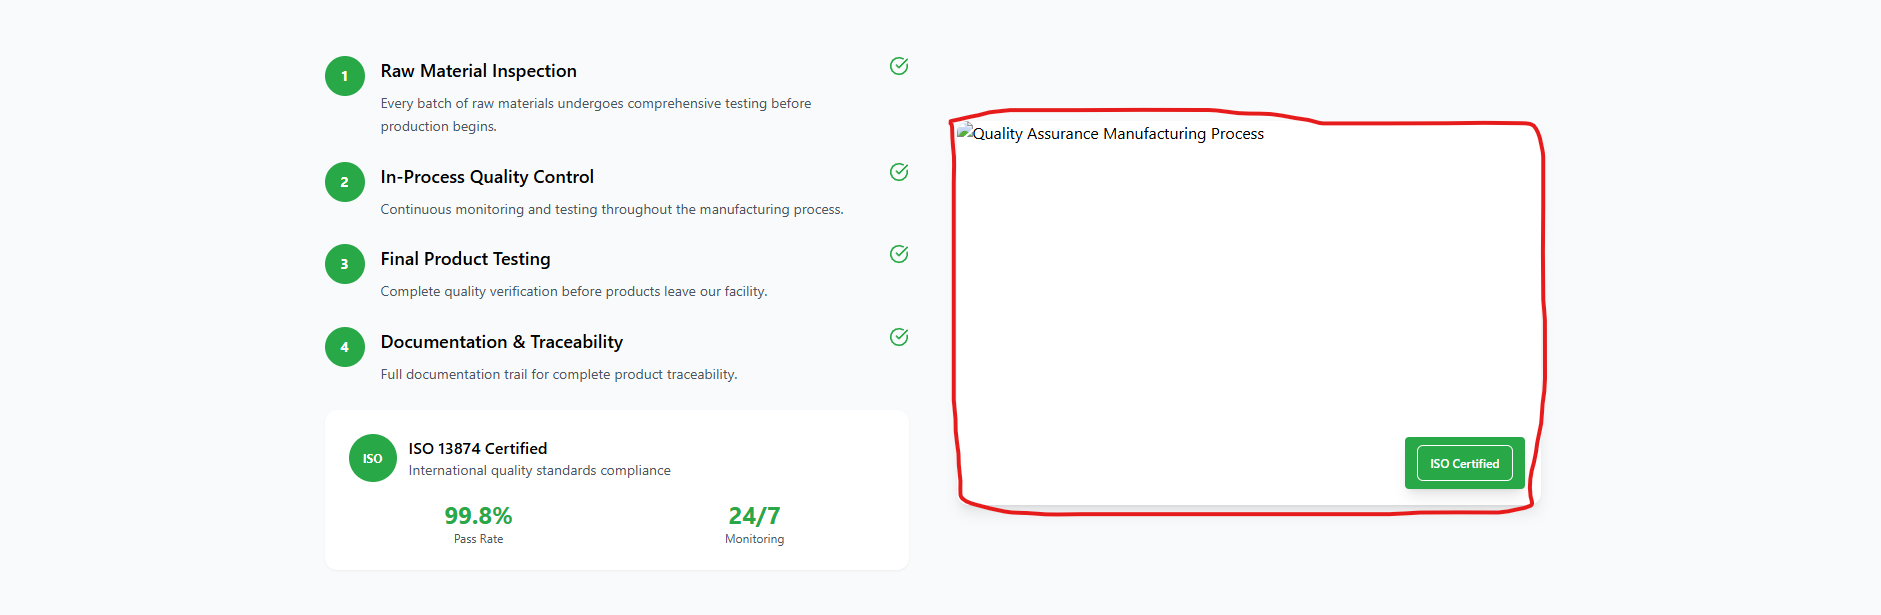 1
Raw Material Inspection
Every batch of raw materials undergoes comprehensive testing before
production begins.
2
In-Process Quality Control
Continuous monitoring and testing throughout the manufacturing process.
3
Final Product Testing
Complete quality verification before products leave our facility.
4
Documentation & Traceability
Full documentation trail for complete product traceability.
ISO
ISO 13874 Certified
International quality standards compliance
99.8%
Pass Rate
24/7
Monitoring
Quality Assurance Manufacturing Process
ISO Certified